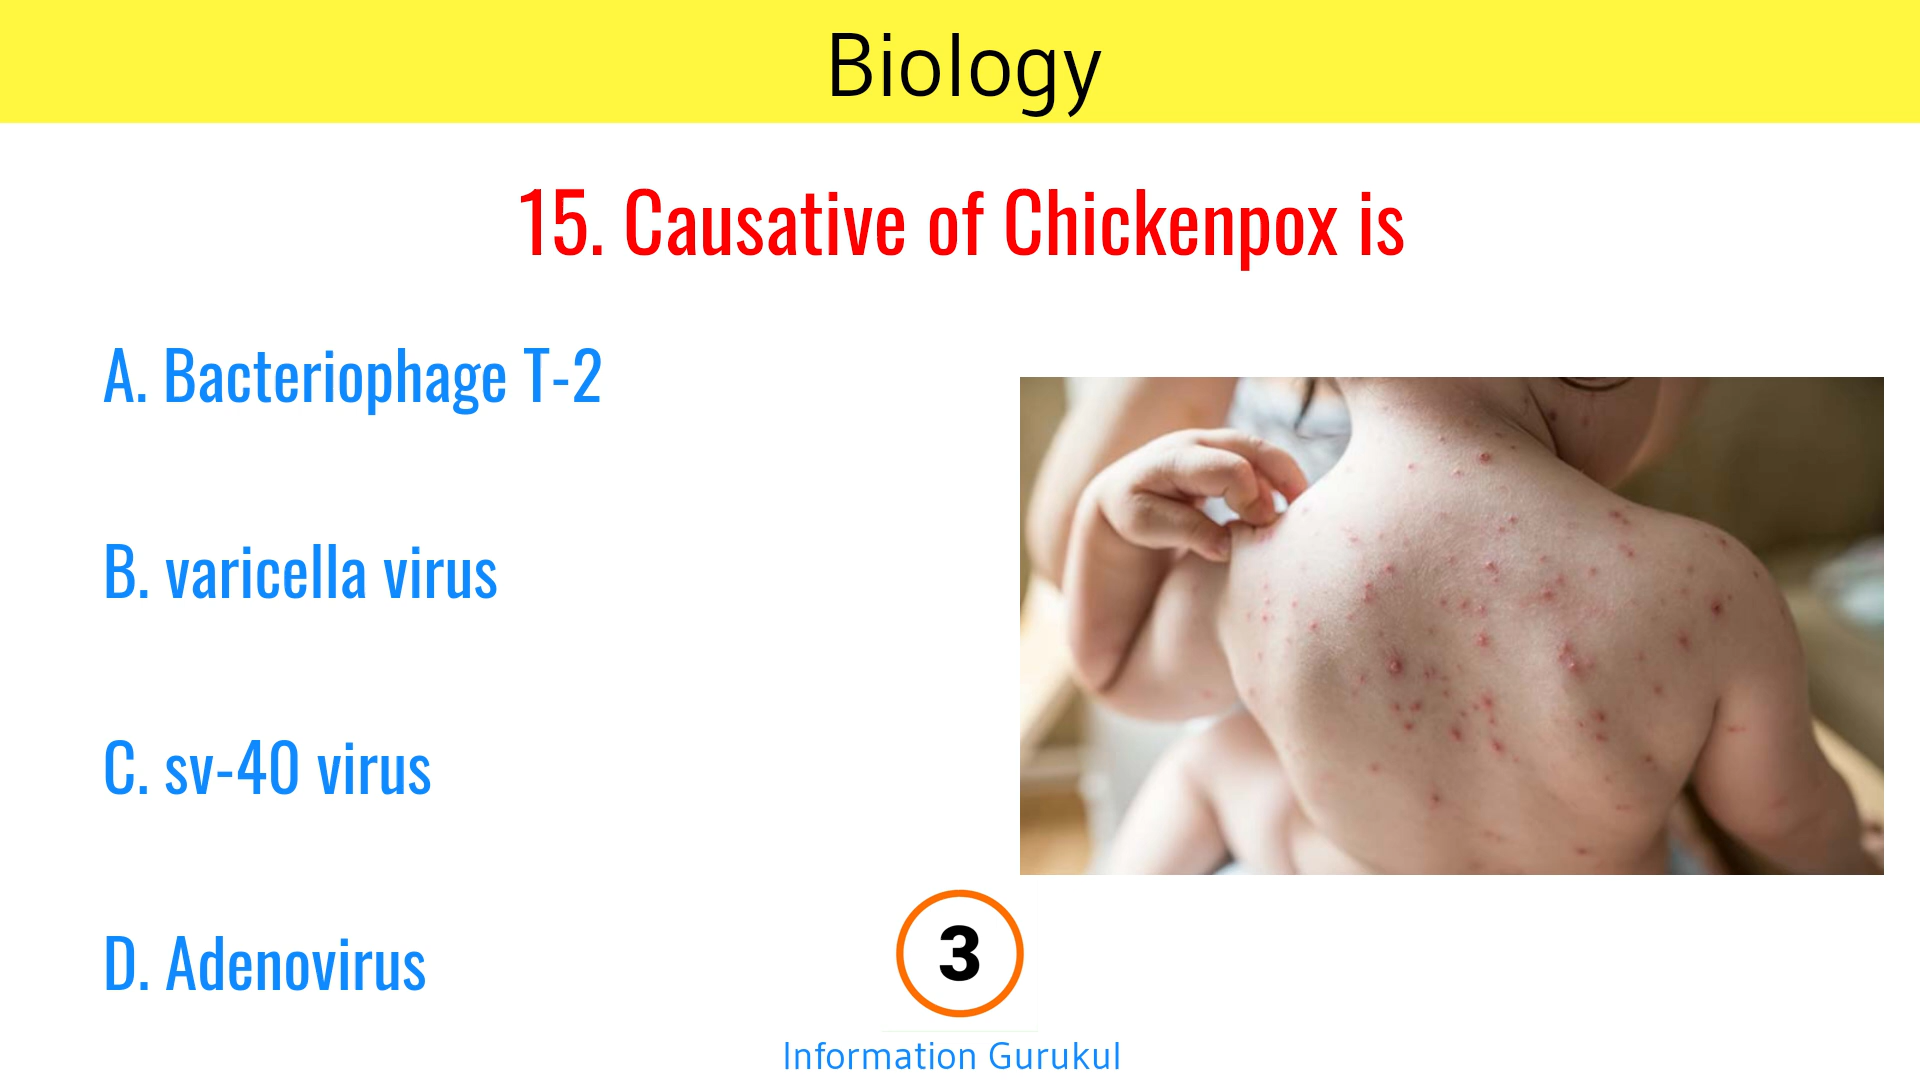 Biology
15. Causative of Chickenpox is
A. Bacteriophage T-2
B. varicella virus
C. sv-40 virus
D. Adenovirus
3
Information Gurukul